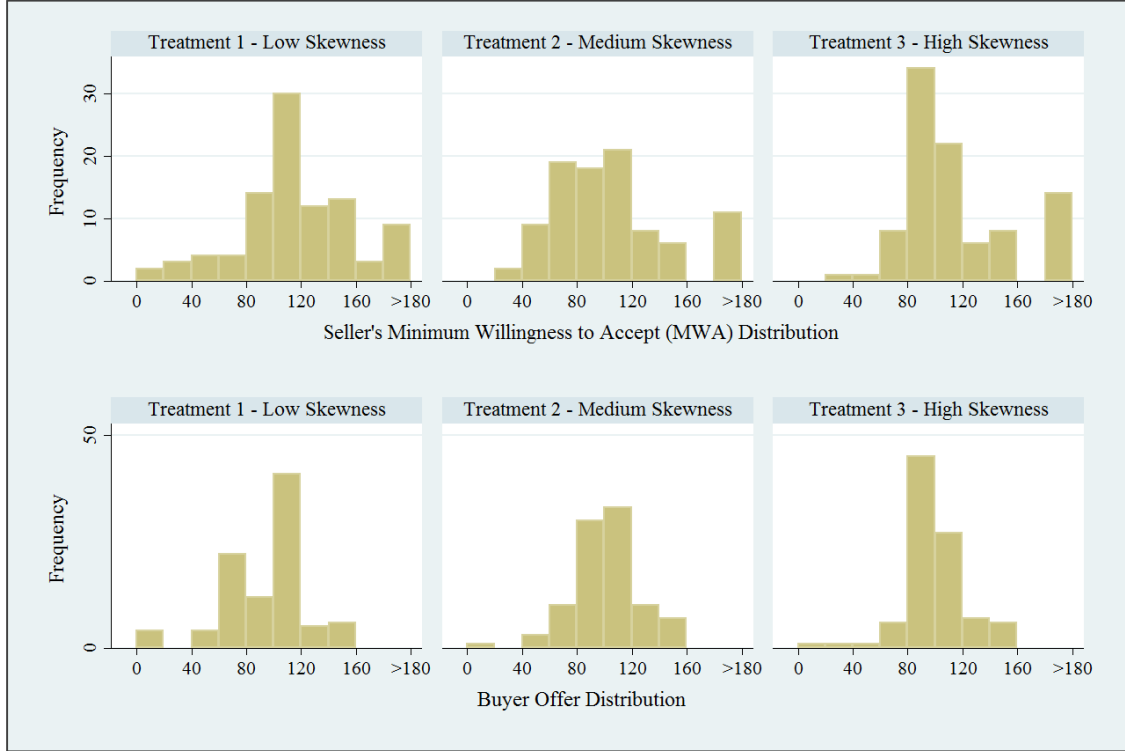 Treatment 1 - Low Skewness
Treatment 2 - Medium Skewness
Treatment 3 - High Skewness
Frequency
30
20
10
0
0 40 80 120 160 >180
0 40 80 120 160 >180
0 40 80 120 160 >180
Seller's Minimum Willingness to Accept (MWA) Distribution
Treatment 1 - Low Skewness
Treatment 2 - Medium Skewness
Treatment 3 - High Skewness
Frequency
50
0
0 40 80 120 160 >180
0 40 80 120 160 >180
0 40 80 120 160 >180
Buyer Offer Distribution